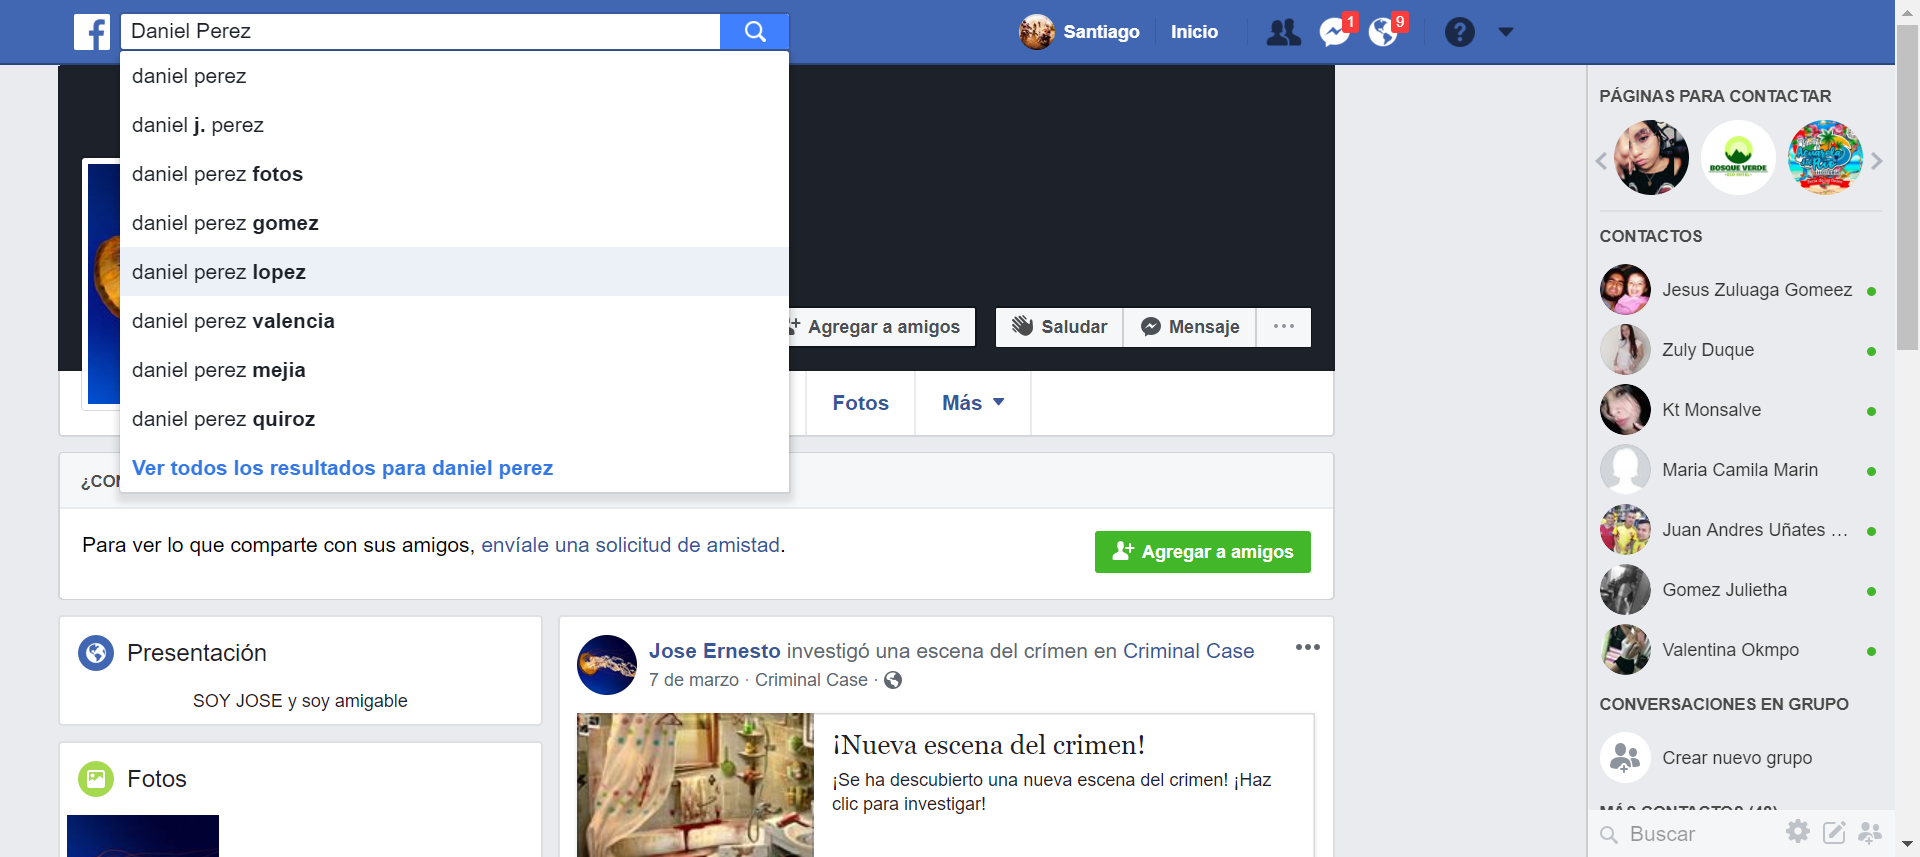 Daniel Perez
Santiago
Inicio
1
9
?
daniel perez
daniel j. perez
daniel perez fotos
daniel perez gomez
daniel perez lopez
daniel perez valencia
daniel perez mejia
daniel perez quiroz
Ver todos los resultados para daniel perez
Agregar a amigos
Saludar
Mensaje
Fotos
Más
¿CON
Para ver lo que comparte con sus amigos, envíale una solicitud de amistad.
Agregar a amigos
Presentación
SOY JOSE y soy amigable
Fotos
Jose Ernesto investigó una escena del crímen en Criminal Case
7 de marzo · Criminal Case ·
¡Nueva escena del crimen!
¡Se ha descubierto una nueva escena del crimen! ¡Haz
clic para investigar!
PÁGINAS PARA CONTACTAR
BOSQUE VERDE
CONTACTOS
Jesus Zuluaga Gomeez
Zuly Duque
Kt Monsalve
Maria Camila Marin
Juan Andres Uñates ...
Gomez Julietha
Valentina Okmpo
CONVERSACIONES EN GRUPO
Crear nuevo grupo
MÁS CONTACTOS (40)
Buscar